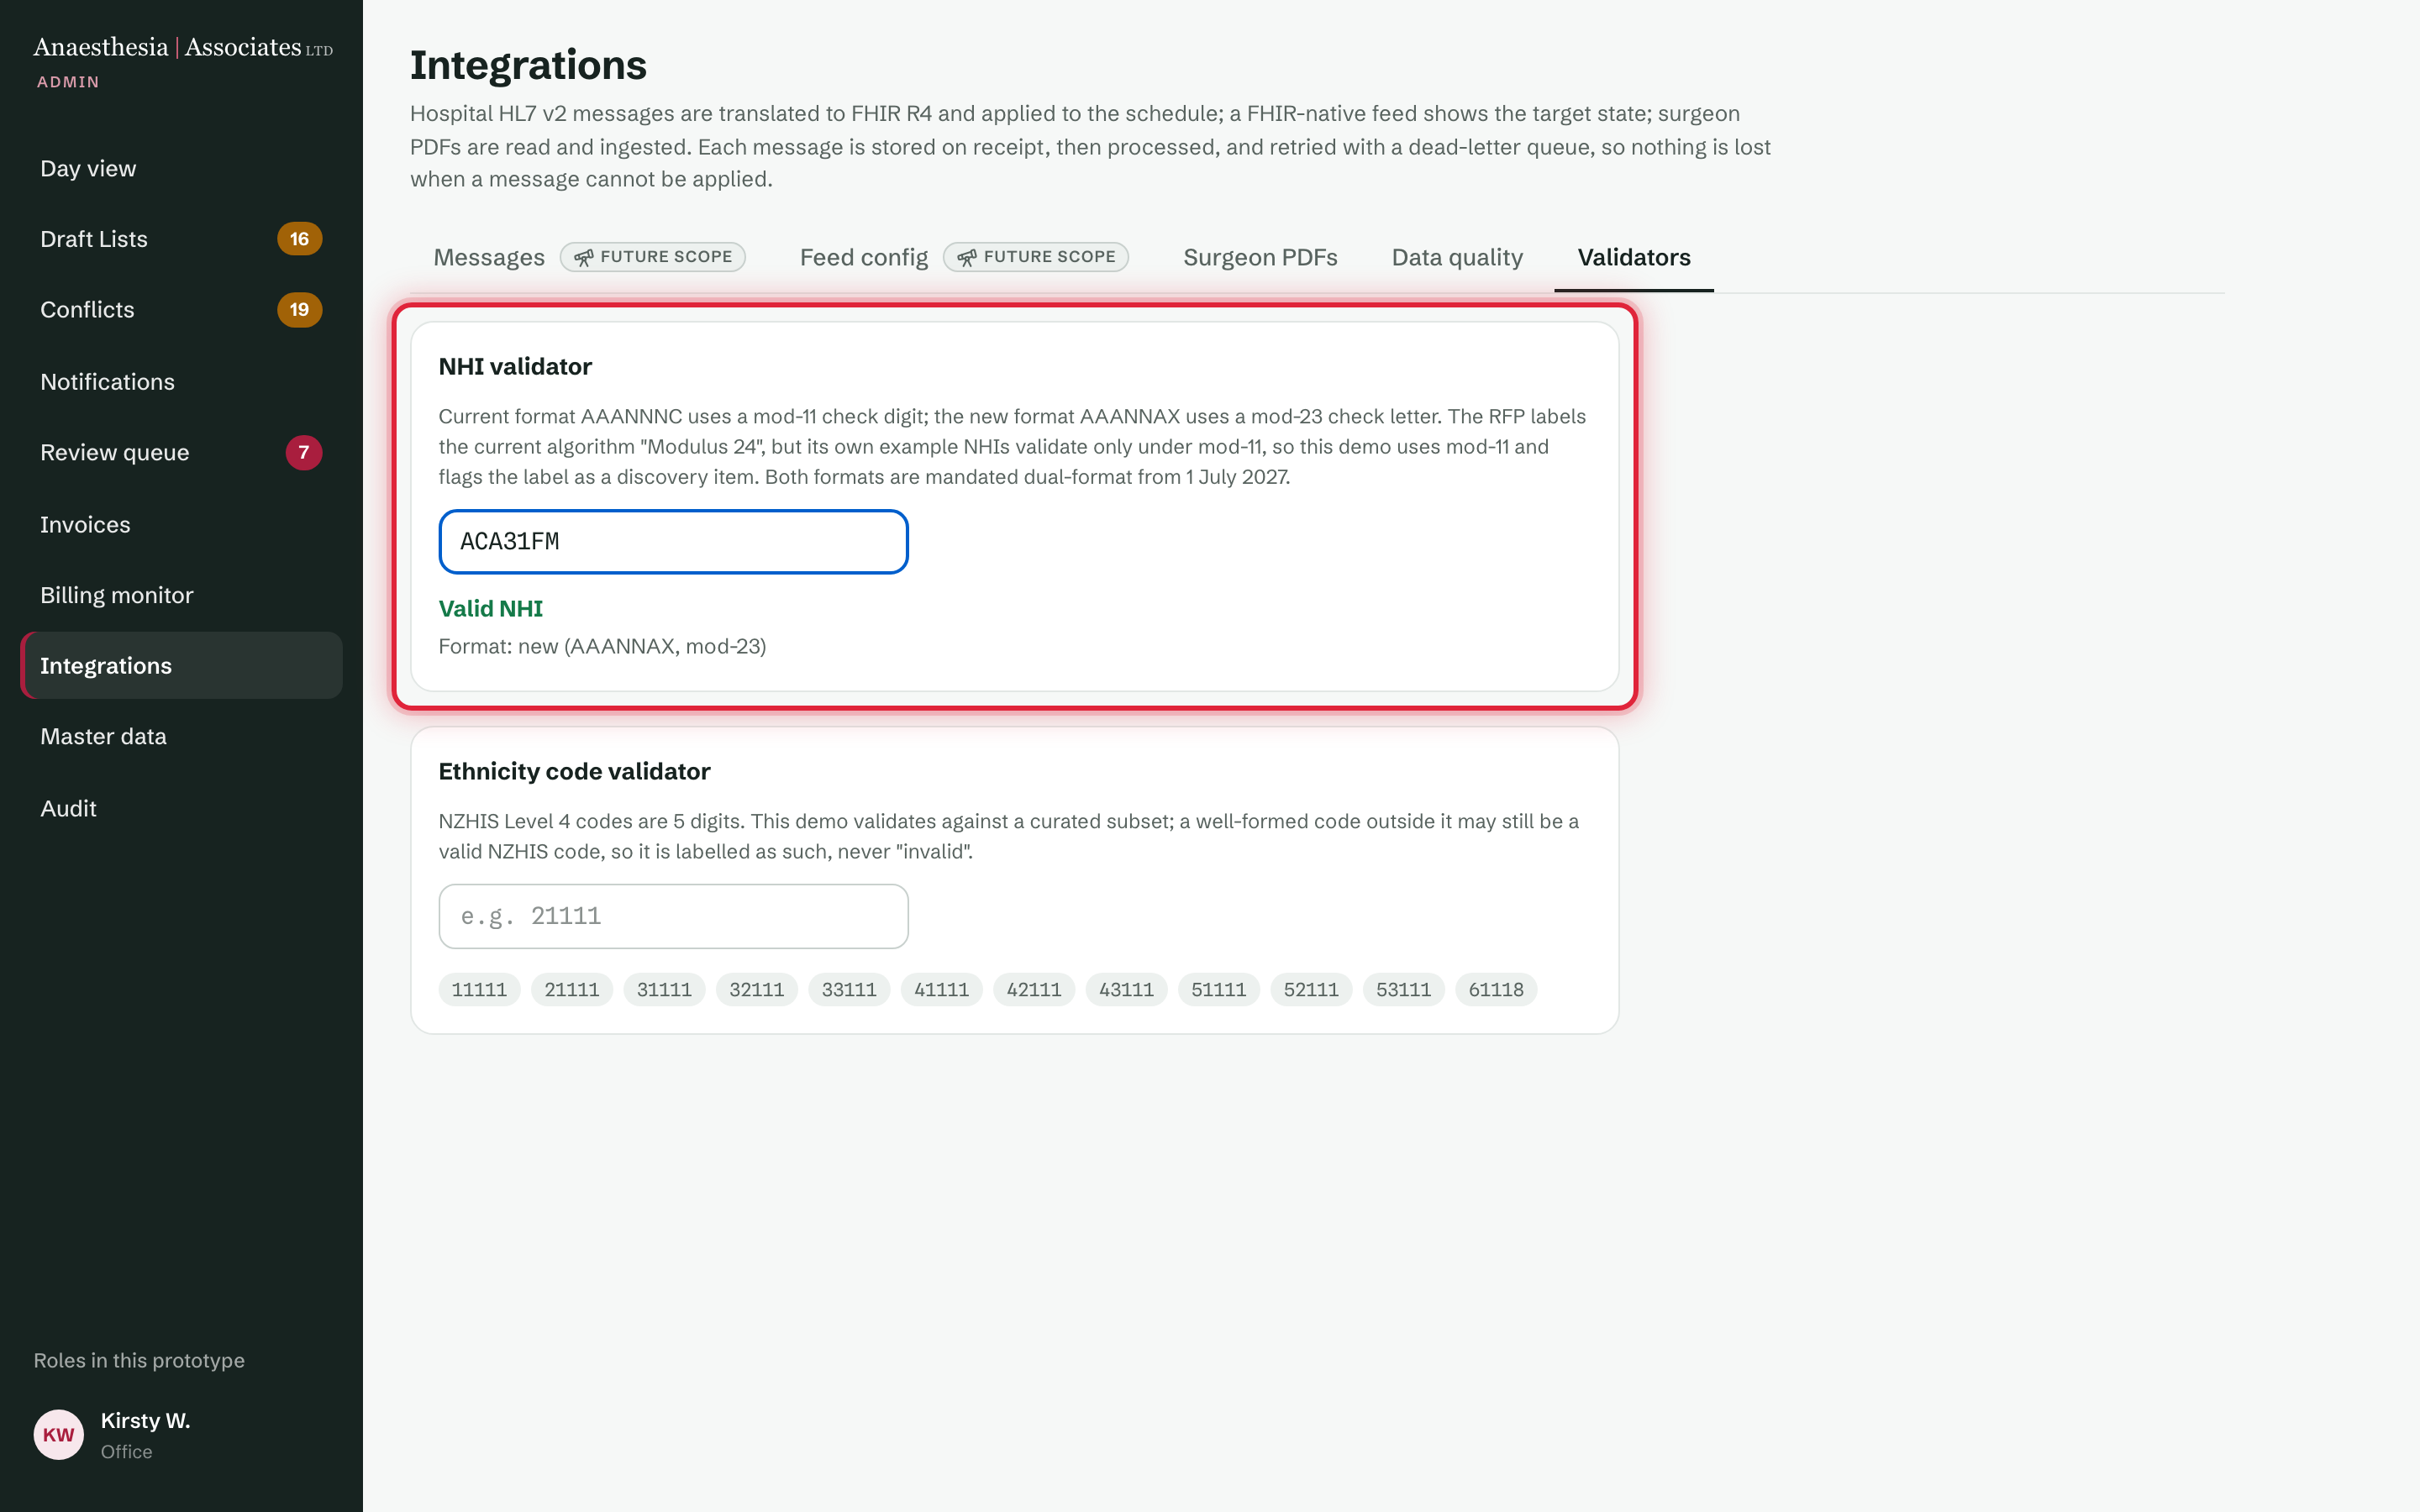 Anaesthesia | Associates LTD
ADMIN
Day view
Draft Lists 16
Conflicts 19
Notifications
Review queue 7
Invoices
Billing monitor
Integrations
Master data
Audit
Roles in this prototype
KW
Kirsty W.
Office
Integrations
Hospital HL7 v2 messages are translated to FHIR R4 and applied to the schedule; a FHIR-native feed shows the target state; surgeon
PDFs are read and ingested. Each message is stored on receipt, then processed, and retried with a dead-letter queue, so nothing is lost
when a message cannot be applied.
Messages FUTURE SCOPE Feed config FUTURE SCOPE Surgeon PDFs Data quality Validators
NHI validator
Current format AAANNNC uses a mod-11 check digit; the new format AAANNAX uses a mod-23 check letter. The RFP labels
the current algorithm "Modulus 24", but its own example NHIs validate only under mod-11, so this demo uses mod-11 and
flags the label as a discovery item. Both formats are mandated dual-format from 1 July 2027.
ACA31FM
Valid NHI
Format: new (AAANNAX, mod-23)
Ethnicity code validator
NZHIS Level 4 codes are 5 digits. This demo validates against a curated subset; a well-formed code outside it may still be a
valid NZHIS code, so it is labelled as such, never "invalid".
e.g. 21111
11111 21111 31111 32111 33111 41111 42111 43111 51111 52111 53111 61118